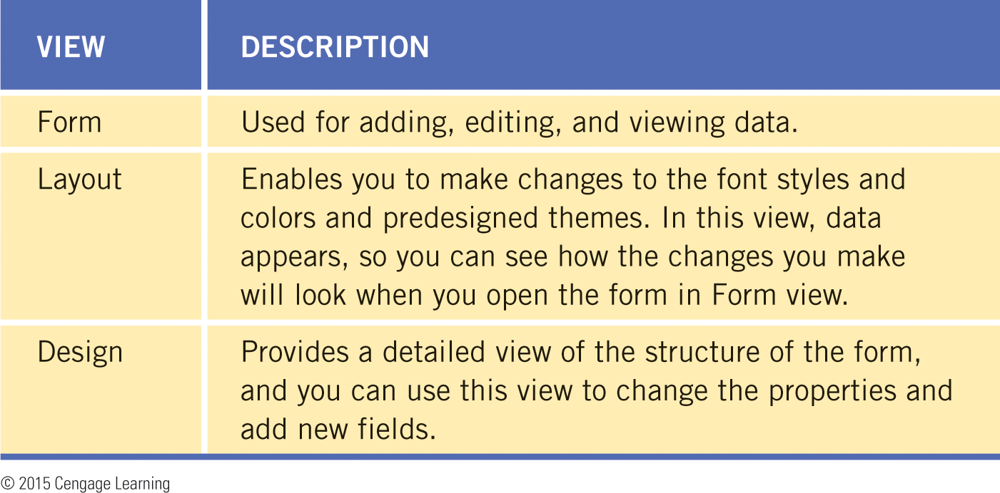 VIEW DESCRIPTION
Form Used for adding, editing, and viewing data.
Layout Enables you to make changes to the font styles and
colors and predesigned themes. In this view, data
appears, so you can see how the changes you make
will look when you open the form in Form view.
Design Provides a detailed view of the structure of the form,
and you can use this view to change the properties and
add new fields.
© 2015 Cengage Learning